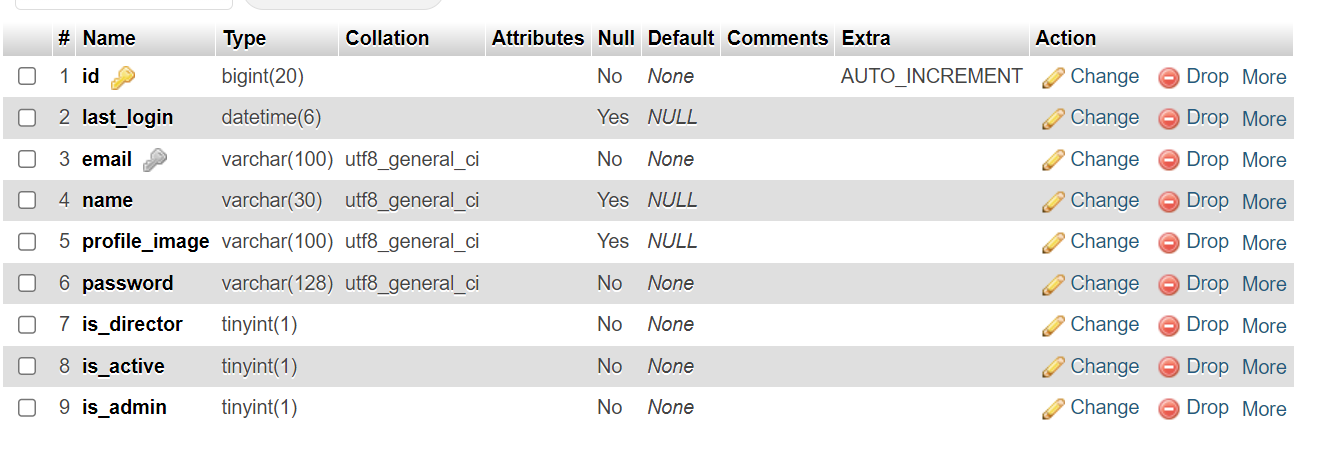 # Name Type Collation Attributes Null Default Comments Extra Action
1 id bigint(20) No None AUTO_INCREMENT Change Drop More
2 last_login datetime(6) Yes NULL Change Drop More
3 email varchar(100) utf8_general_ci No None Change Drop More
4 name varchar(30) utf8_general_ci Yes NULL Change Drop More
5 profile_image varchar(100) utf8_general_ci Yes NULL Change Drop More
6 password varchar(128) utf8_general_ci No None Change Drop More
7 is_director tinyint(1) No None Change Drop More
8 is_active tinyint(1) No None Change Drop More
9 is_admin tinyint(1) No None Change Drop More